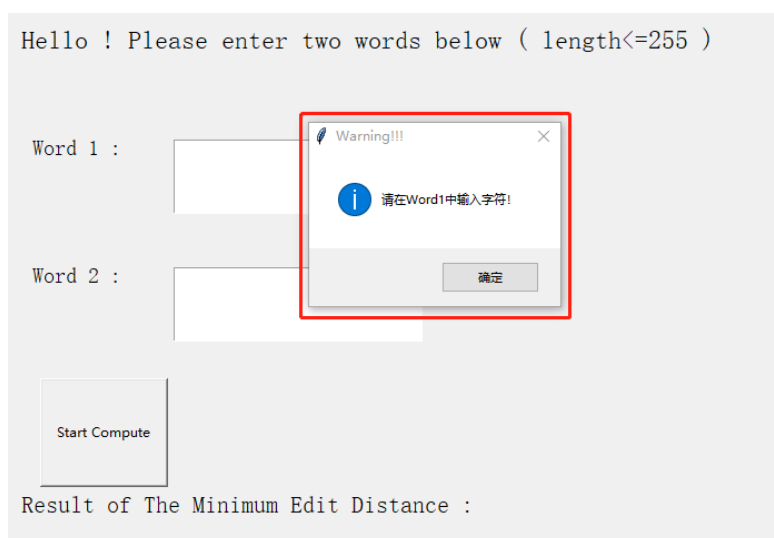 Hello ! Please enter two words below ( length<=255 )
Warning!!!
Word 1 :
请在Word1中输入字符!
Word 2 :
确定
Start Compute
Result of The Minimum Edit Distance :